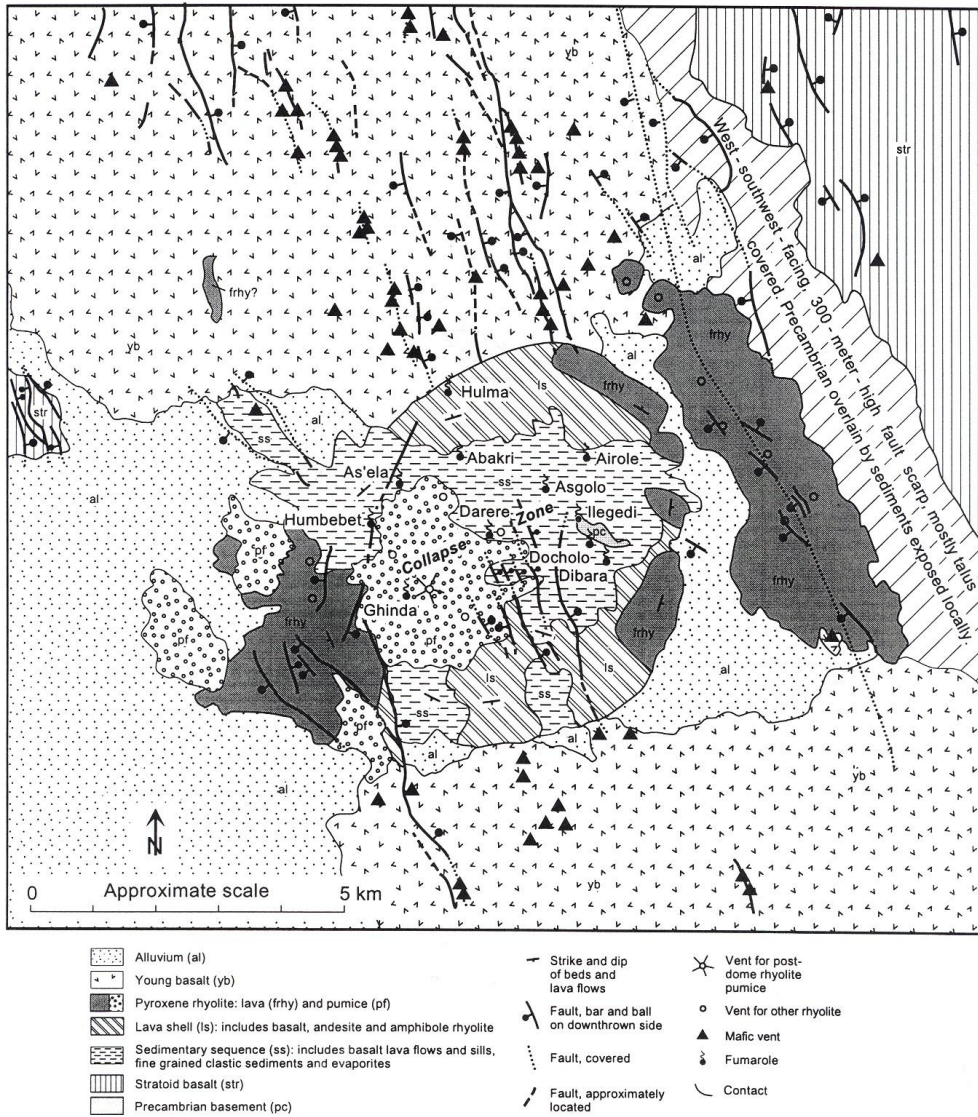 yb
str
West-southwest-facing, 300-meter high fault scarp mostly talus
covered. Precambrian overlain by sediments exposed locally
al
frhy?
yb
frhy
al
ls
frhy
Hulma
str
al
ss
Abakri
Airole
As'ela
ss
Asgolo
al
Darere
Zone
Ilegedi
Humbebet
pc
pf
Collapse
Docholo
Dibara
Ghinda
frhy
frhy
pf
pf
frhy
ls
al
ls
ss
ss
pf
al
yb
al
N
yb
0 Approximate scale 5 km
Alluvium (al)
Young basalt (yb)
Pyroxene rhyolite: lava (frhy) and pumice (pf)
Lava shell (ls): includes basalt, andesite and amphibole rhyolite
Sedimentary sequence (ss): includes basalt lava flows and sills,
fine grained clastic sediments and evaporites
Stratoid basalt (str)
Precambrian basement (pc)
Strike and dip
of beds and
lava flows
Fault, bar and ball
on downthrown side
Fault, covered
Fault, approximately
located
Vent for post-
dome rhyolite
pumice
Vent for other rhyolite
Mafic vent
Fumarole
Contact